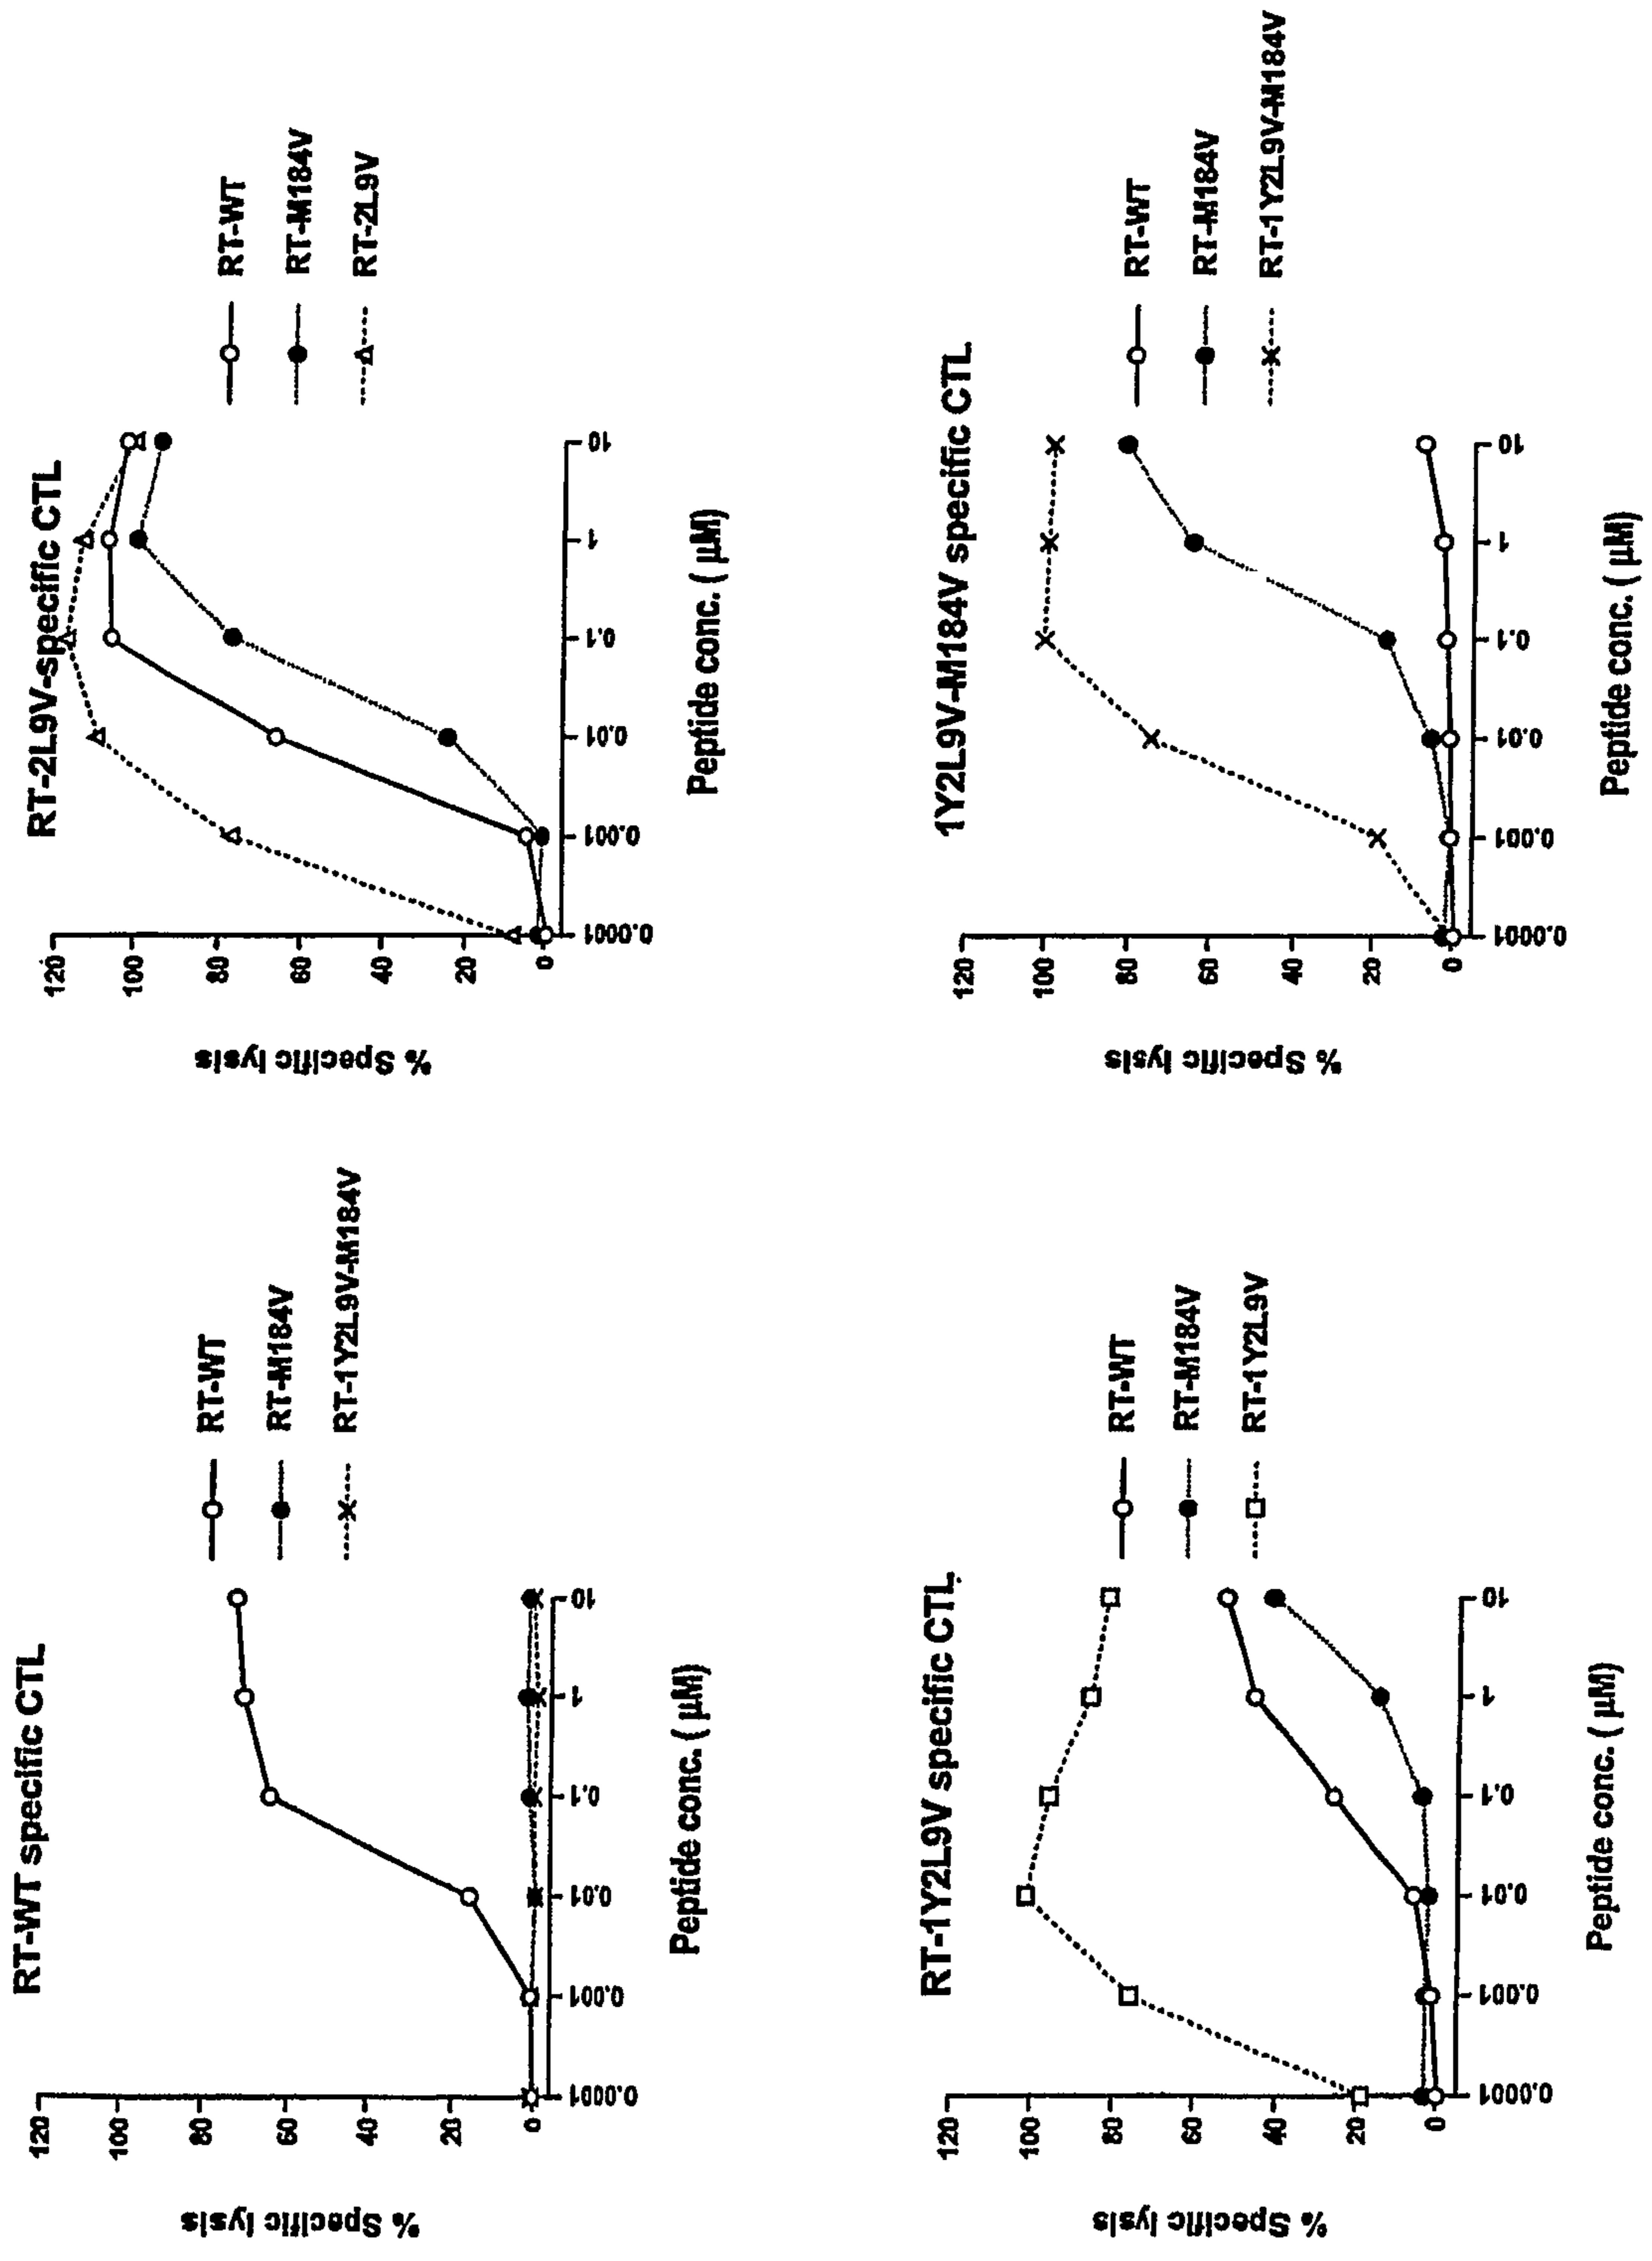 RT-WT specific CTL
% Specific lysis
120
100
80
60
40
20
0
0.0001
0.001
0.01
0.1
1
10
Peptide conc. ( µM)
RT-WT
RT-M184V
RT-1Y2L9V-M184V
RT-2L9V-specific CTL
% Specific lysis
120
100
80
60
40
20
0
0.0001
0.001
0.01
0.1
1
10
Peptide conc. ( µM)
RT-WT
RT-M184V
RT-2L9V
RT-1Y2L9V specific CTL
% Specific lysis
120
100
80
60
40
20
0
0.0001
0.001
0.01
0.1
1
10
Peptide conc. ( µM)
RT-WT
RT-M184V
RT-1Y2L9V
1Y2L9V-M184V specific CTL
% Specific lysis
120
100
80
60
40
20
0
0.0001
0.001
0.01
0.1
1
10
Peptide conc. ( µM)
RT-WT
RT-M184V
RT-1Y2L9V-M184V